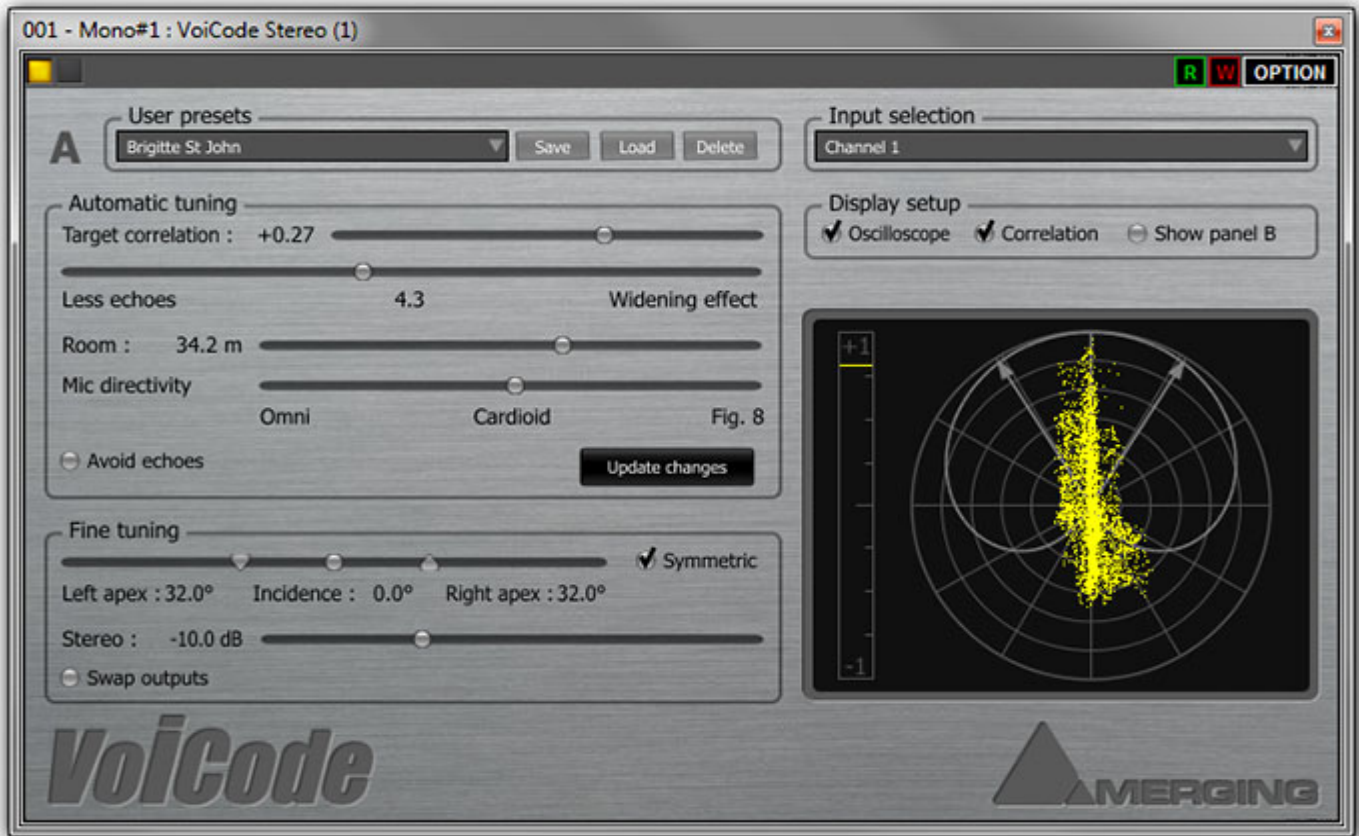 001 - Mono#1 : VoiCode Stereo (1)
R W OPTION
A
User presets
Brigitte St John
Save Load Delete
Input selection
Channel 1
Automatic tuning
Target correlation : +0.27
Less echoes 4.3 Widening effect
Room : 34.2 m
Mic directivity
Omni Cardioid Fig. 8
Avoid echoes
Update changes
Display setup
Oscilloscope Correlation Show panel B
+1
-1
Fine tuning
Symmetric
Left apex : 32.0° Incidence : 0.0° Right apex : 32.0°
Stereo : -10.0 dB
Swap outputs
VoiCode
MERGING